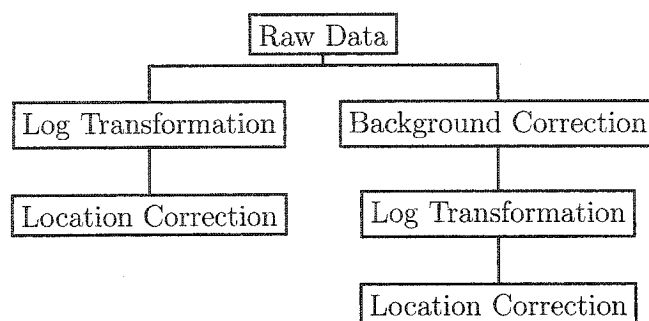 Raw Data
Log Transformation
Background Correction
Location Correction
Log Transformation
Location Correction